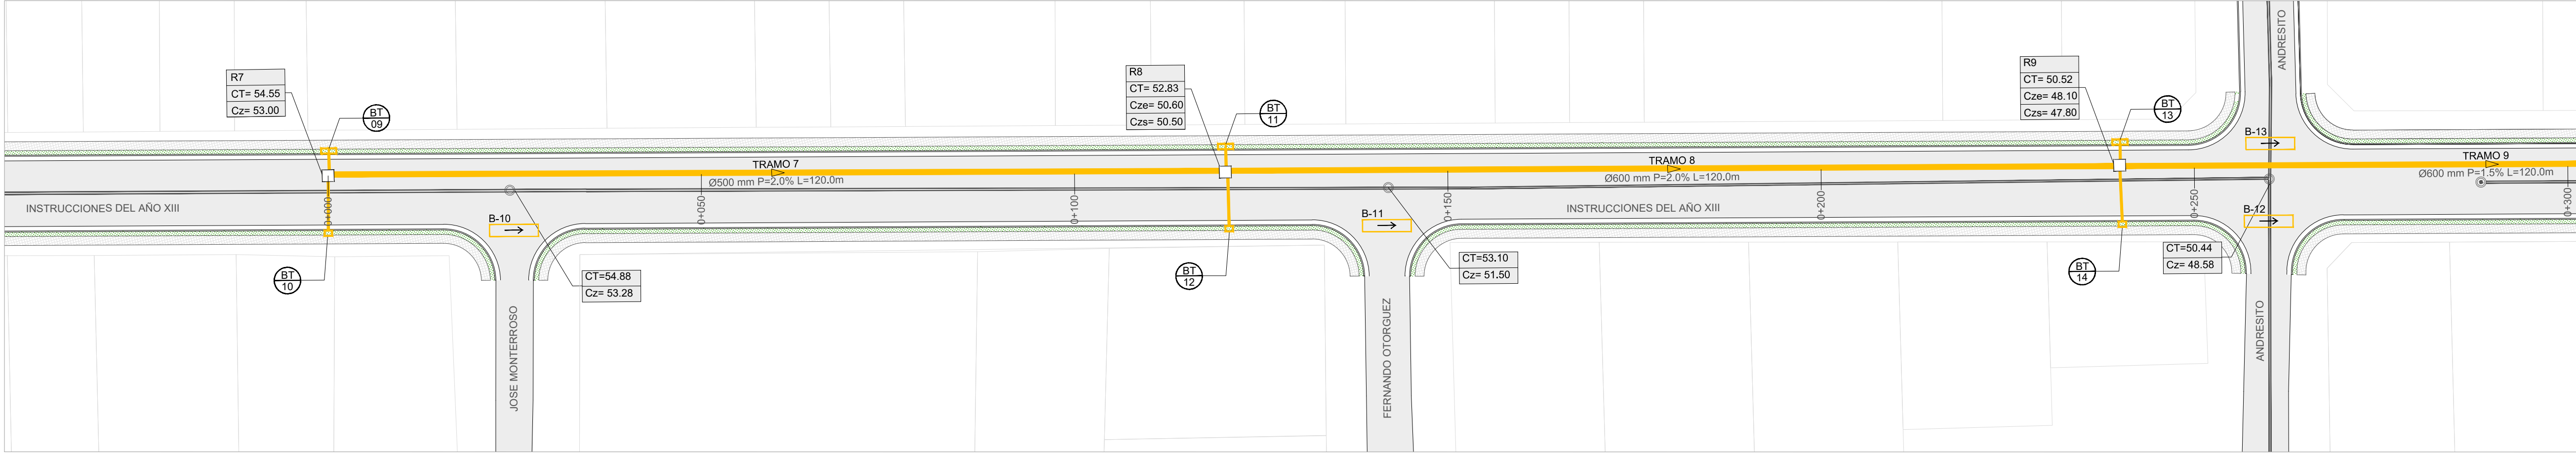 R7
CT= 54.55
Cz= 53.00
BT
09
R8
CT= 52.83
Cze= 50.60
Czs= 50.50
BT
11
R9
CT= 50.52
Cze= 48.10
Czs= 47.80
BT
13
ANDRESITO
B-13
TRAMO 7
Ø500 mm P=2.0% L=120.0m
TRAMO 8
Ø600 mm P=2.0% L=120.0m
TRAMO 9
Ø600 mm P=1.5% L=120.0m
INSTRUCCIONES DEL AÑO XIII
0+000
0+050
0+100
0+150
INSTRUCCIONES DEL AÑO XIII
0+200
0+250
0+300
B-10
B-11
B-12
BT
10
CT=54.88
Cz= 53.28
BT
12
CT=53.10
Cz= 51.50
BT
14
CT=50.44
Cz= 48.58
JOSE MONTERROSO
FERNANDO OTORGUEZ
ANDRESITO